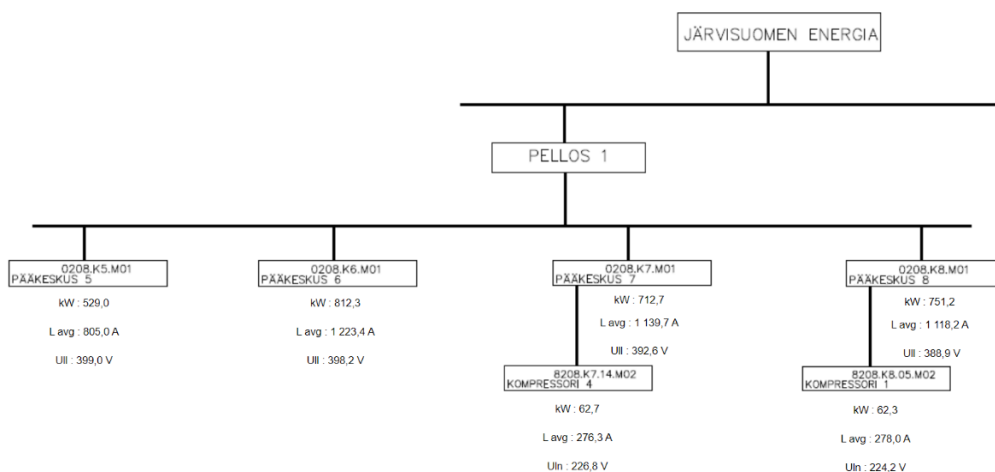 JÄRVISUOMEN ENERGIA
PELLOS 1
0208.K5.M01
PÄÄKESKUS 5
kW : 529,0
L avg : 805,0 A
Ull : 399,0 V
0208.K6.M01
PÄÄKESKUS 6
kW : 812,3
L avg : 1 223,4 A
Ull : 398,2 V
0208.K7.M01
PÄÄKESKUS 7
kW : 712,7
L avg : 1 139,7 A
Ull : 392,6 V
8208.K7.14.M02
KOMPRESSORI 4
kW : 62,7
L avg : 276,3 A
Uln : 226,8 V
0208.K8.M01
PÄÄKESKUS 8
kW : 751,2
L avg : 1 118,2 A
Ull : 388,9 V
8208.K8.05.M02
KOMPRESSORI 1
kW : 62,3
L avg : 278,0 A
Uln : 224,2 V